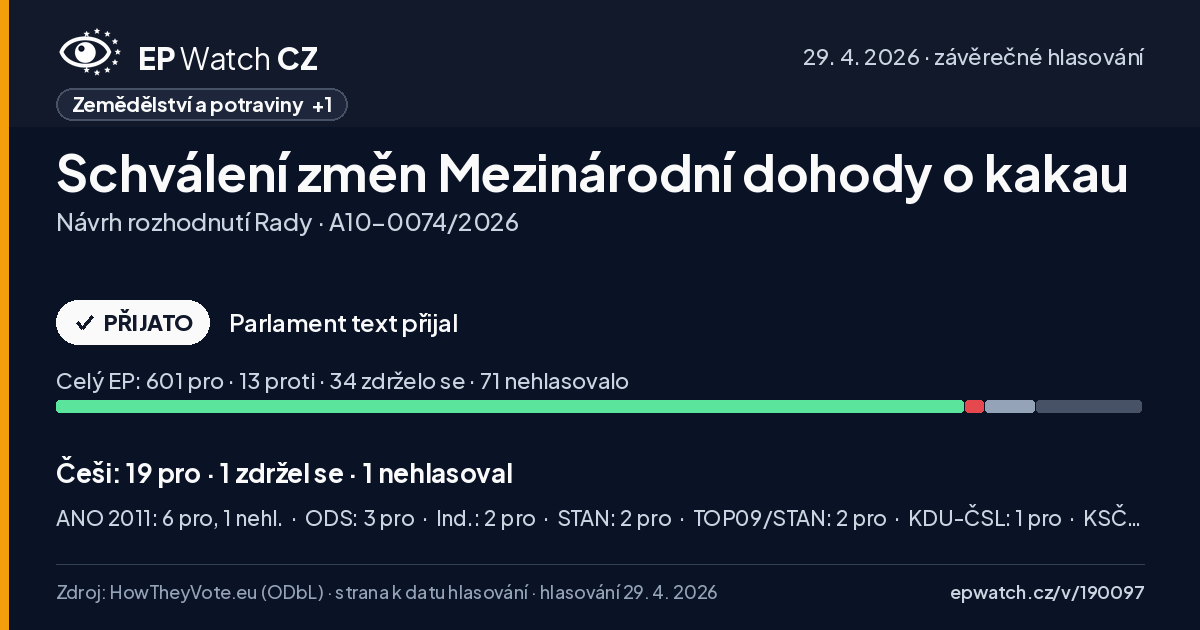 EP Watch CZ
29. 4. 2026 · závěrečné hlasování
Zemědělství a potraviny +1
Schválení změn Mezinárodní dohody o kakau
Návrh rozhodnutí Rady · A10-0074/2026
✓ PŘIJATO Parlament text přijal
Celý EP: 601 pro · 13 proti · 34 zdrželo se · 71 nehlasovalo
Češi: 19 pro · 1 zdržel se · 1 nehlasoval
ANO 2011: 6 pro, 1 nehl. · ODS: 3 pro · Ind.: 2 pro · STAN: 2 pro · TOP09/STAN: 2 pro · KDU-ČSL: 1 pro · KSČ…
Zdroj: HowTheyVote.eu (ODbL) · strana k datu hlasování · hlasování 29. 4. 2026
epwatch.cz/v/190097